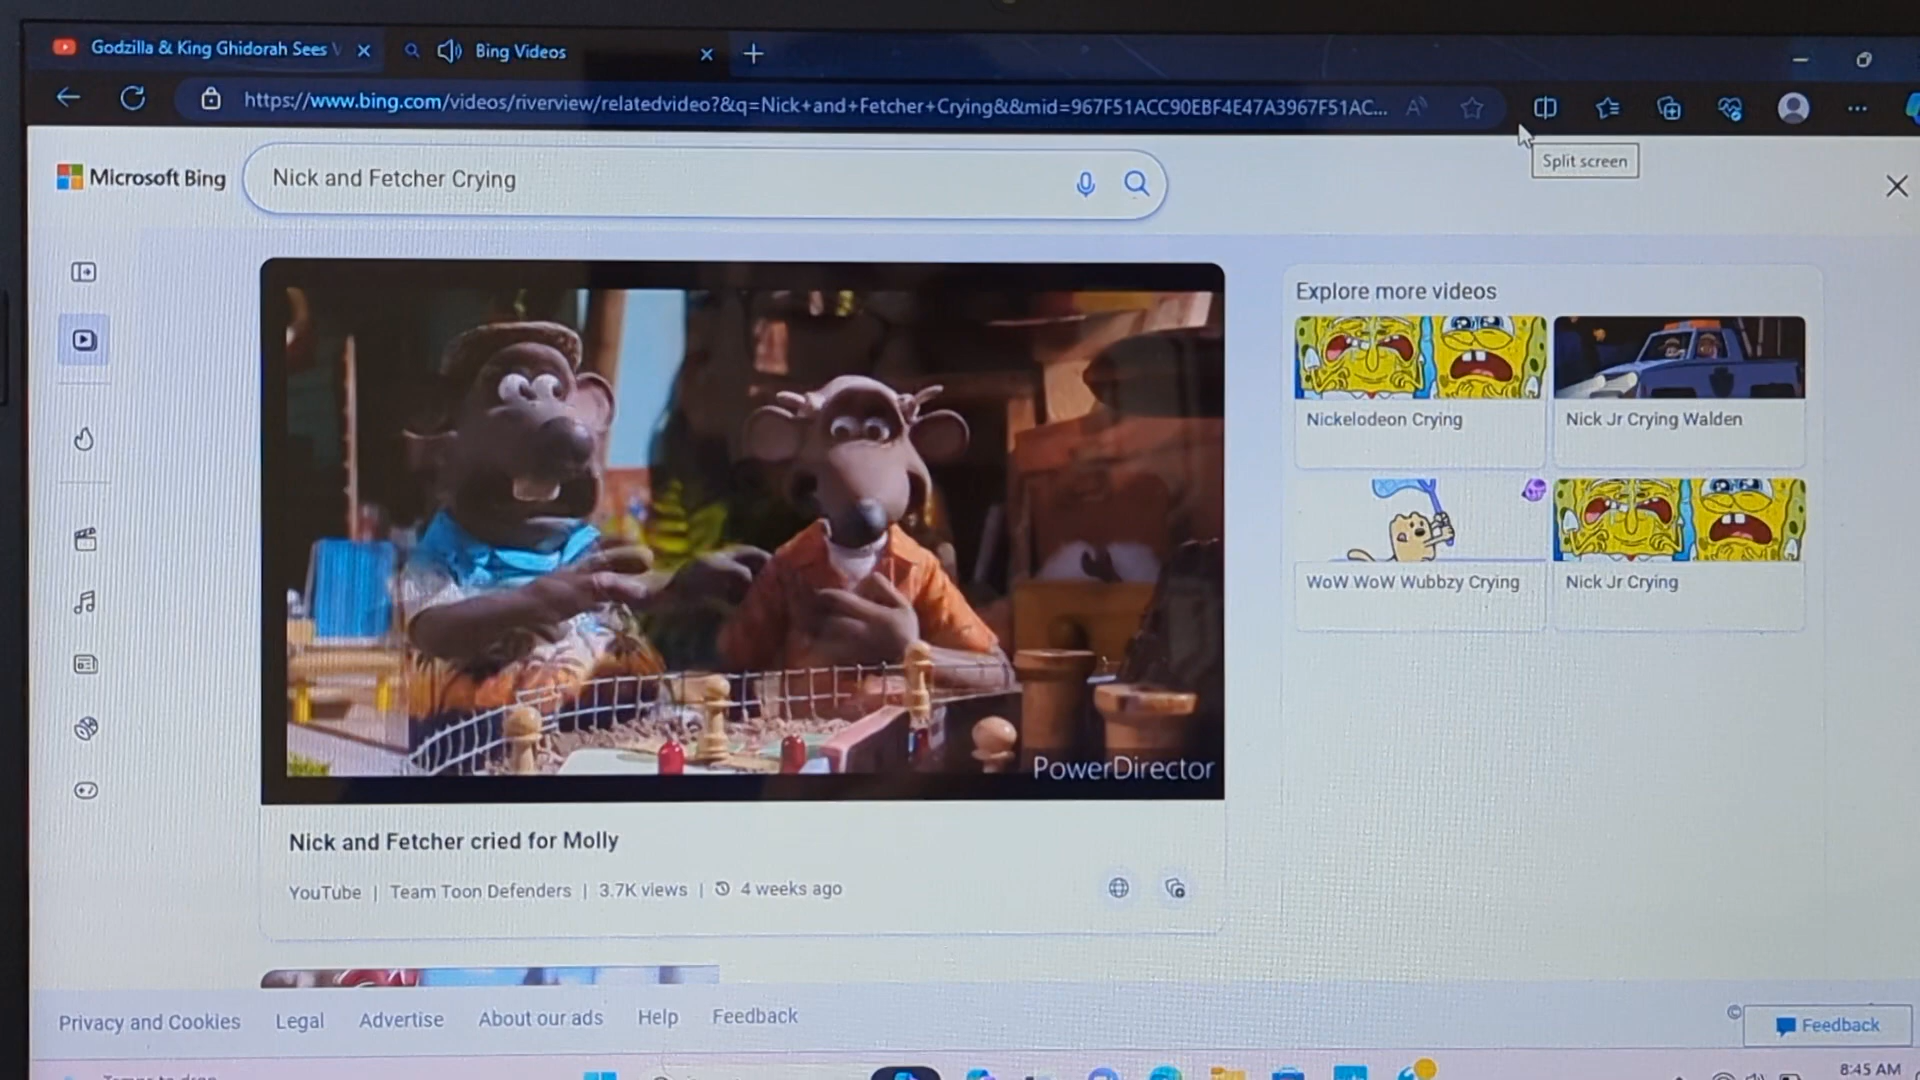 Godzilla & King Ghidorah Sees
Bing Videos
https://www.bing.com/videos/riverview/relatedvideo?&q=Nick+and+Fetcher+Crying&&mid=967F51ACC90EBF4E47A3967F51AC...
Split screen
Microsoft Bing
Nick and Fetcher Crying
Explore more videos
Nickelodeon Crying
Nick Jr Crying Walden
WoW WoW Wubbzy Crying
Nick Jr Crying
PowerDirector
Nick and Fetcher cried for Molly
YouTube | Team Toon Defenders | 3.7K views | 4 weeks ago
Privacy and Cookies
Legal
Advertise
About our ads
Help
Feedback
©
Feedback
8:45 AM